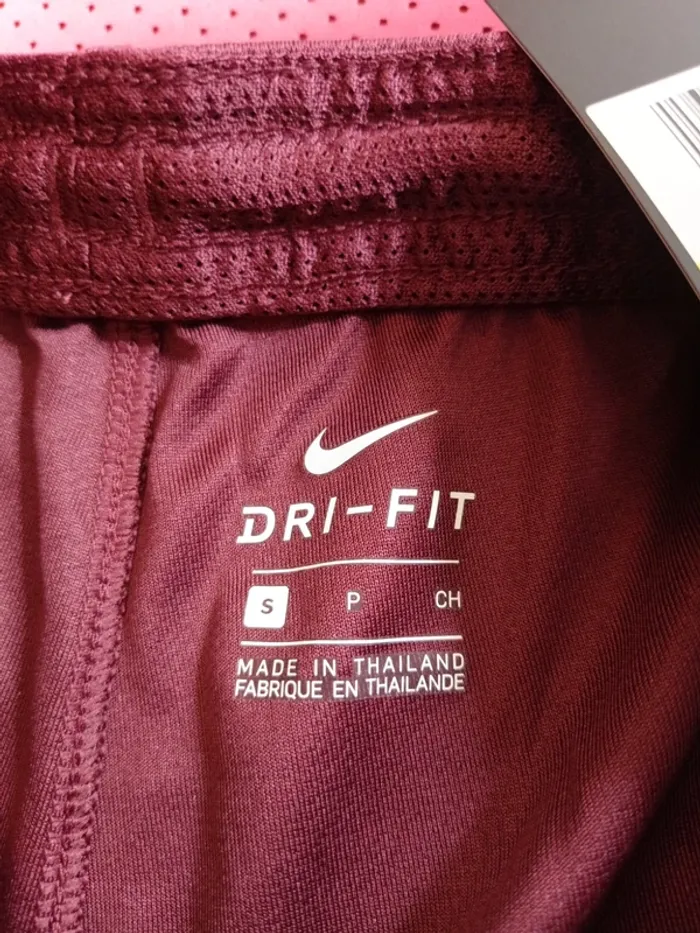 DRI-FIT
S P CH
MADE IN THAILAND
FABRIQUE EN THAILANDE